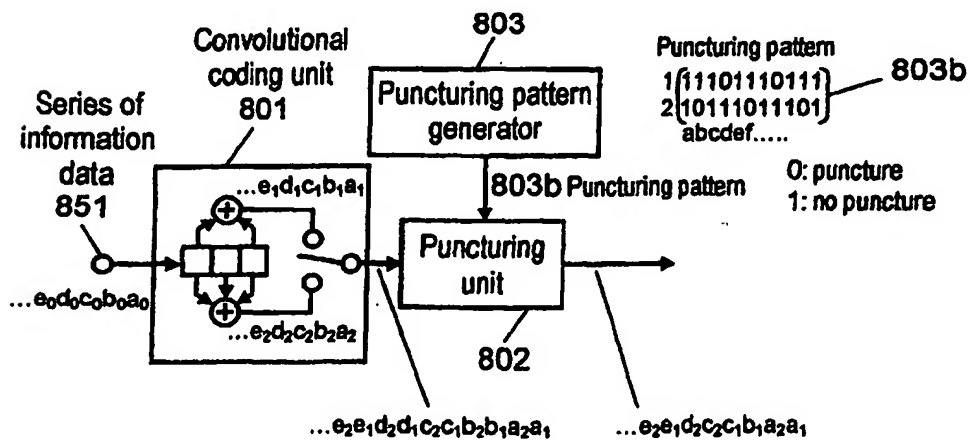 Convolutional
coding unit
801
Series of
information
data
851
803
Puncturing pattern
generator
Puncturing pattern
1 11101110111
2 10111011101
abcdef.....
803b
0: puncture
1: no puncture
803b Puncturing pattern
...e₁d₁c₁b₁a₁
...e₀d₀c₀b₀a₀
...e₂d₂c₂b₂a₂
Puncturing
unit
802
...e₂e₁d₂d₁c₂c₁b₂b₁a₂a₁
...e₂e₁d₂c₂c₁b₁a₂a₁